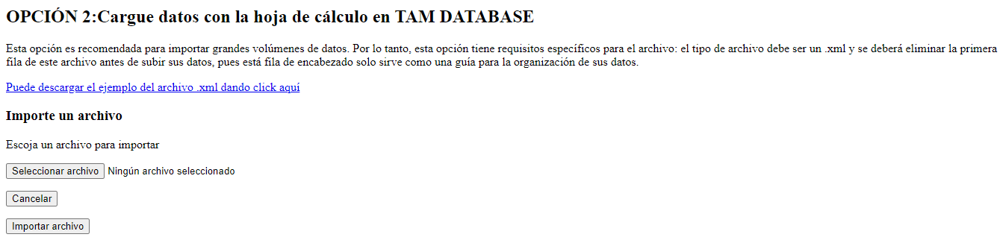 OPCIÓN 2:Cargue datos con la hoja de cálculo en TAM DATABASE
Esta opción es recomendada para importar grandes volúmenes de datos. Por lo tanto, esta opción tiene requisitos específicos para el archivo: el tipo de archivo debe ser un .xml y se deberá eliminar la primera
fila de este archivo antes de subir sus datos, pues está fila de encabezado solo sirve como una guía para la organización de sus datos.
Puede descargar el ejemplo del archivo .xml dando click aquí
Importe un archivo
Escoja un archivo para importar
Seleccionar archivo Ningún archivo seleccionado
Cancelar
Importar archivo